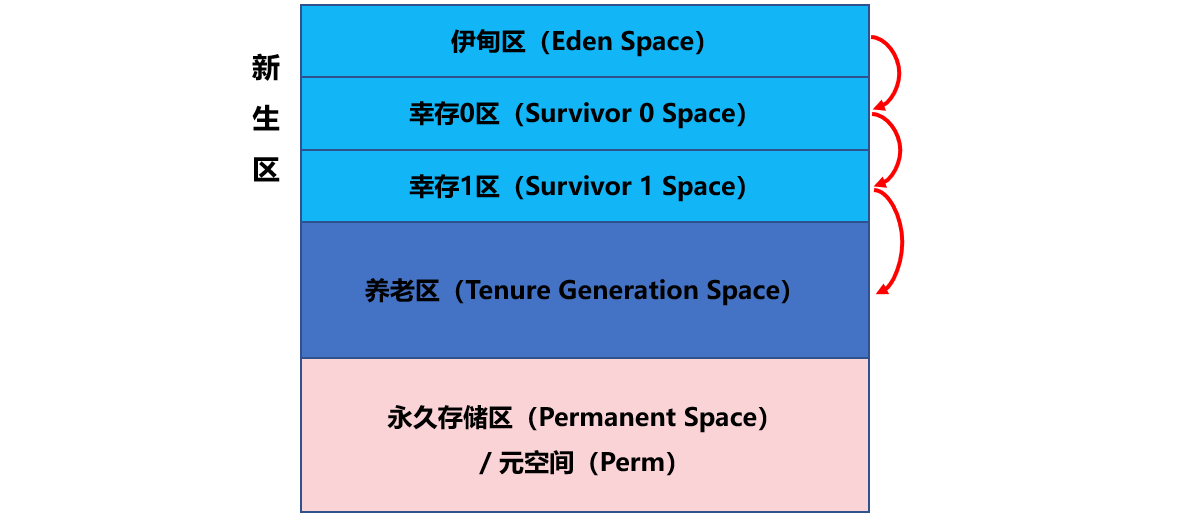 新生区
伊甸区（Eden Space）
幸存0区（Survivor 0 Space）
幸存1区（Survivor 1 Space）
养老区（Tenure Generation Space）
永久存储区（Permanent Space）
/ 元空间（Perm）